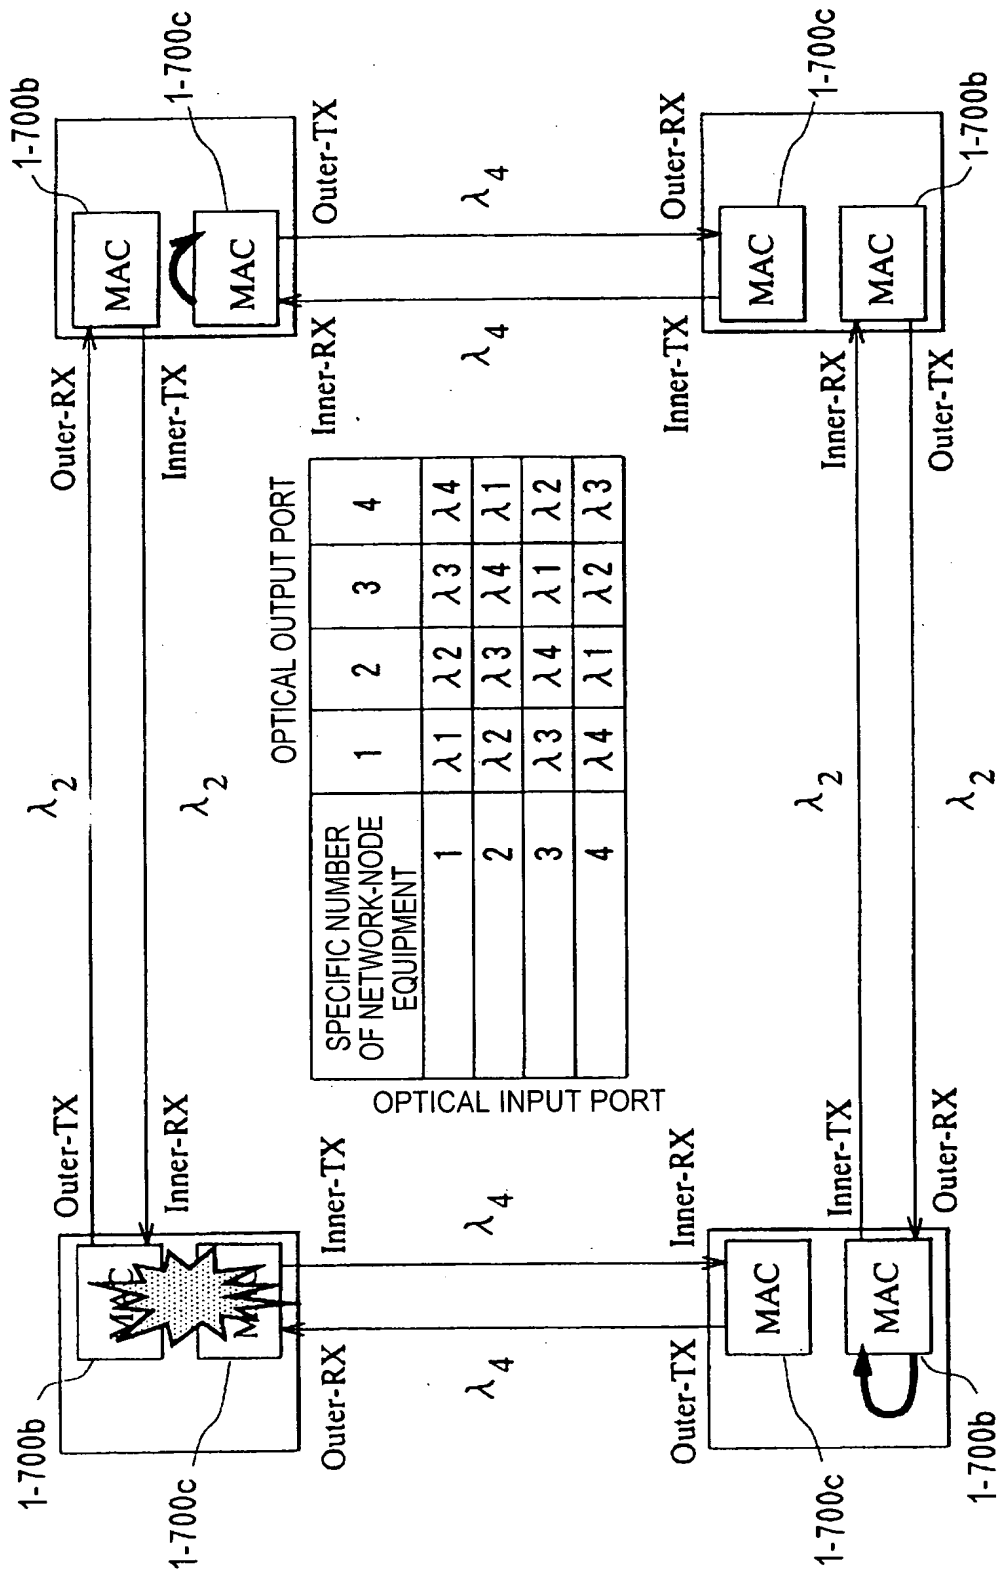 1-700b
Outer-TX
λ2
Outer-RX
1-700b
MAC
MAC
Inner-RX
λ2
Inner-TX
1-700c
MAC
MAC
1-700c
Outer-RX
Inner-TX
Inner-RX
Outer-TX
OPTICAL OUTPUT PORT
SPECIFIC NUMBER
OF NETWORK-NODE
EQUIPMENT
1 2 3 4
1 λ1 λ2 λ3 λ4
2 λ2 λ3 λ4 λ1
3 λ3 λ4 λ1 λ2
4 λ4 λ1 λ2 λ3
OPTICAL INPUT PORT
λ4
λ4
λ4
λ4
Outer-TX
Inner-RX
Inner-TX
Outer-RX
1-700c
MAC
MAC
1-700c
Inner-TX
λ2
Inner-RX
MAC
MAC
1-700b
Outer-RX
λ2
Outer-TX
1-700b